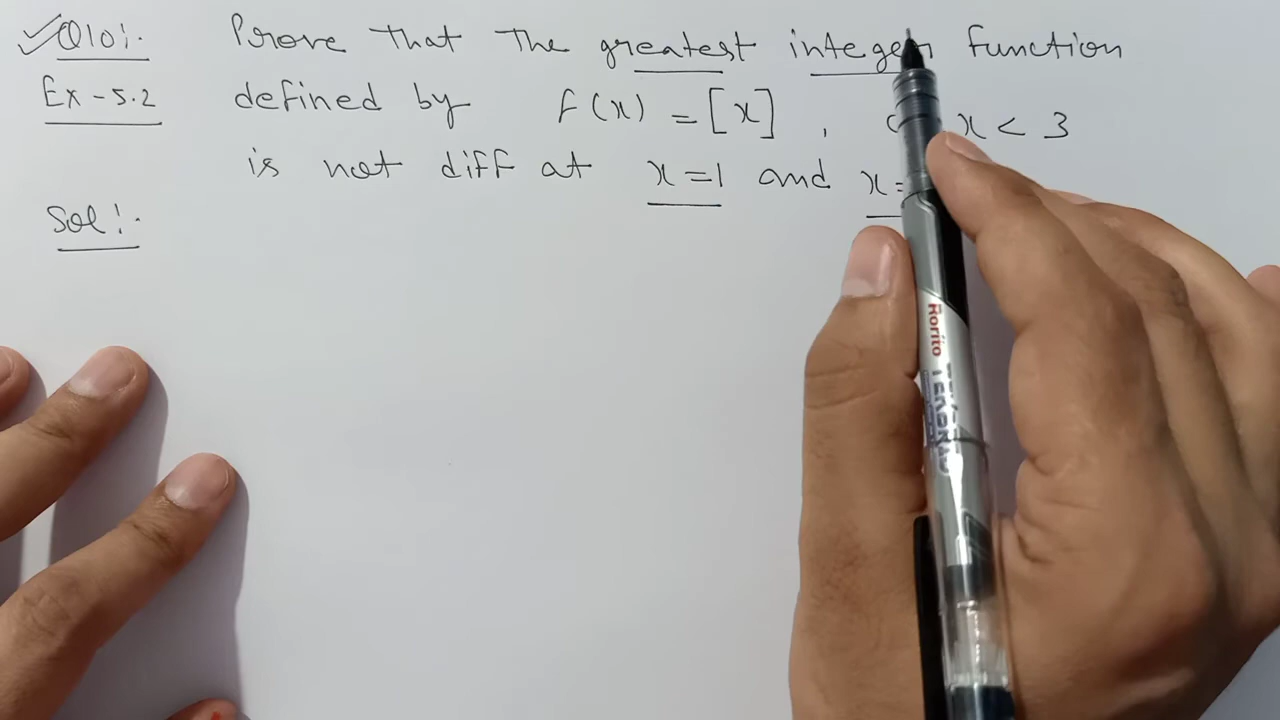 Q10:- Prove that the greatest integer function
Ex-5.2 defined by f(x) = [x] , x < 3
is not diff at x=1 and x=
Sol:-
Rorito